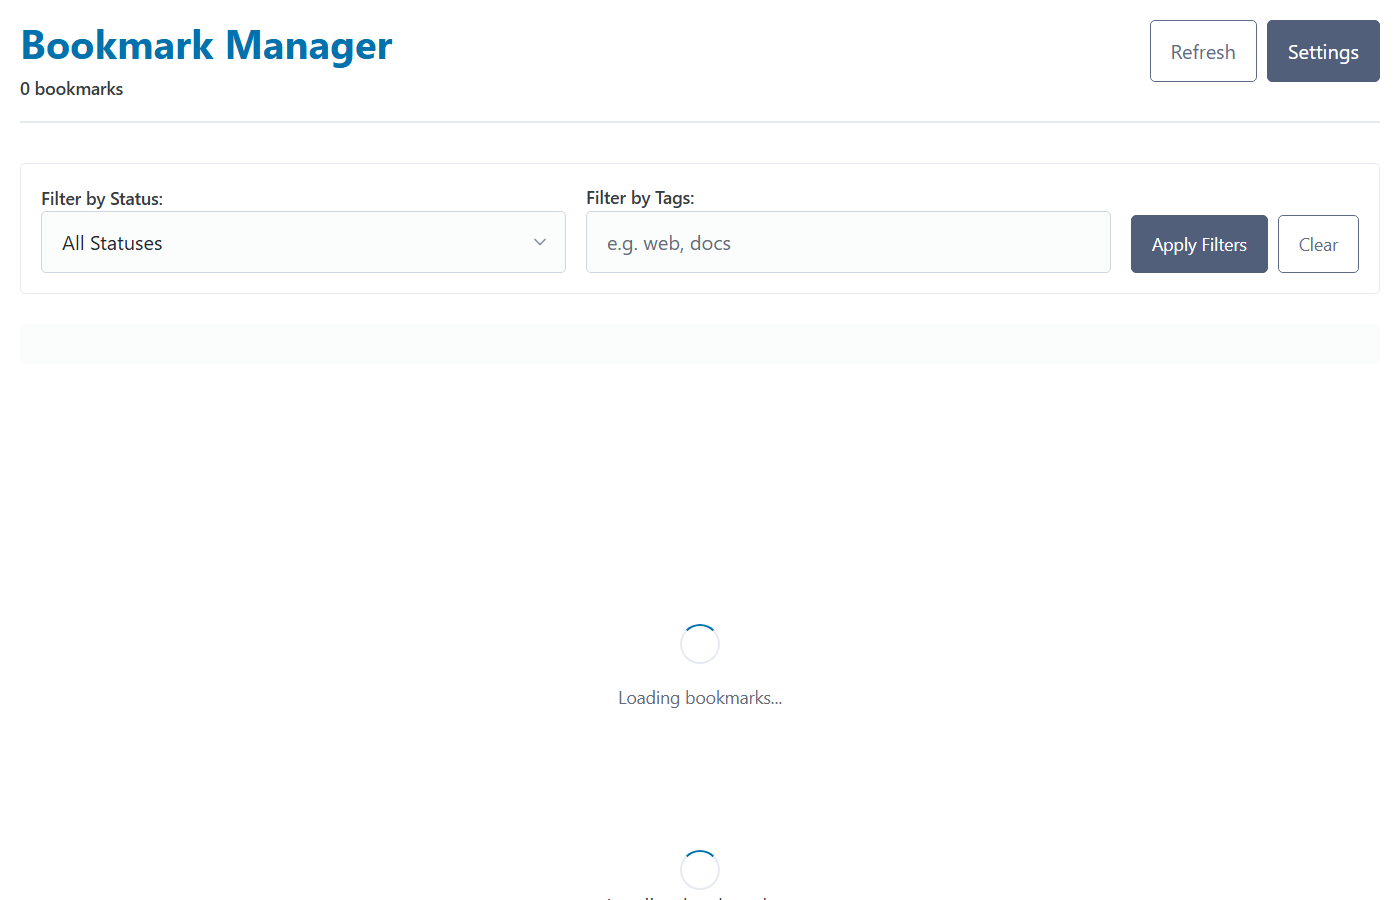 Bookmark Manager
0 bookmarks
Refresh
Settings
Filter by Status:
All Statuses
Filter by Tags:
e.g. web, docs
Apply Filters
Clear
Loading bookmarks...